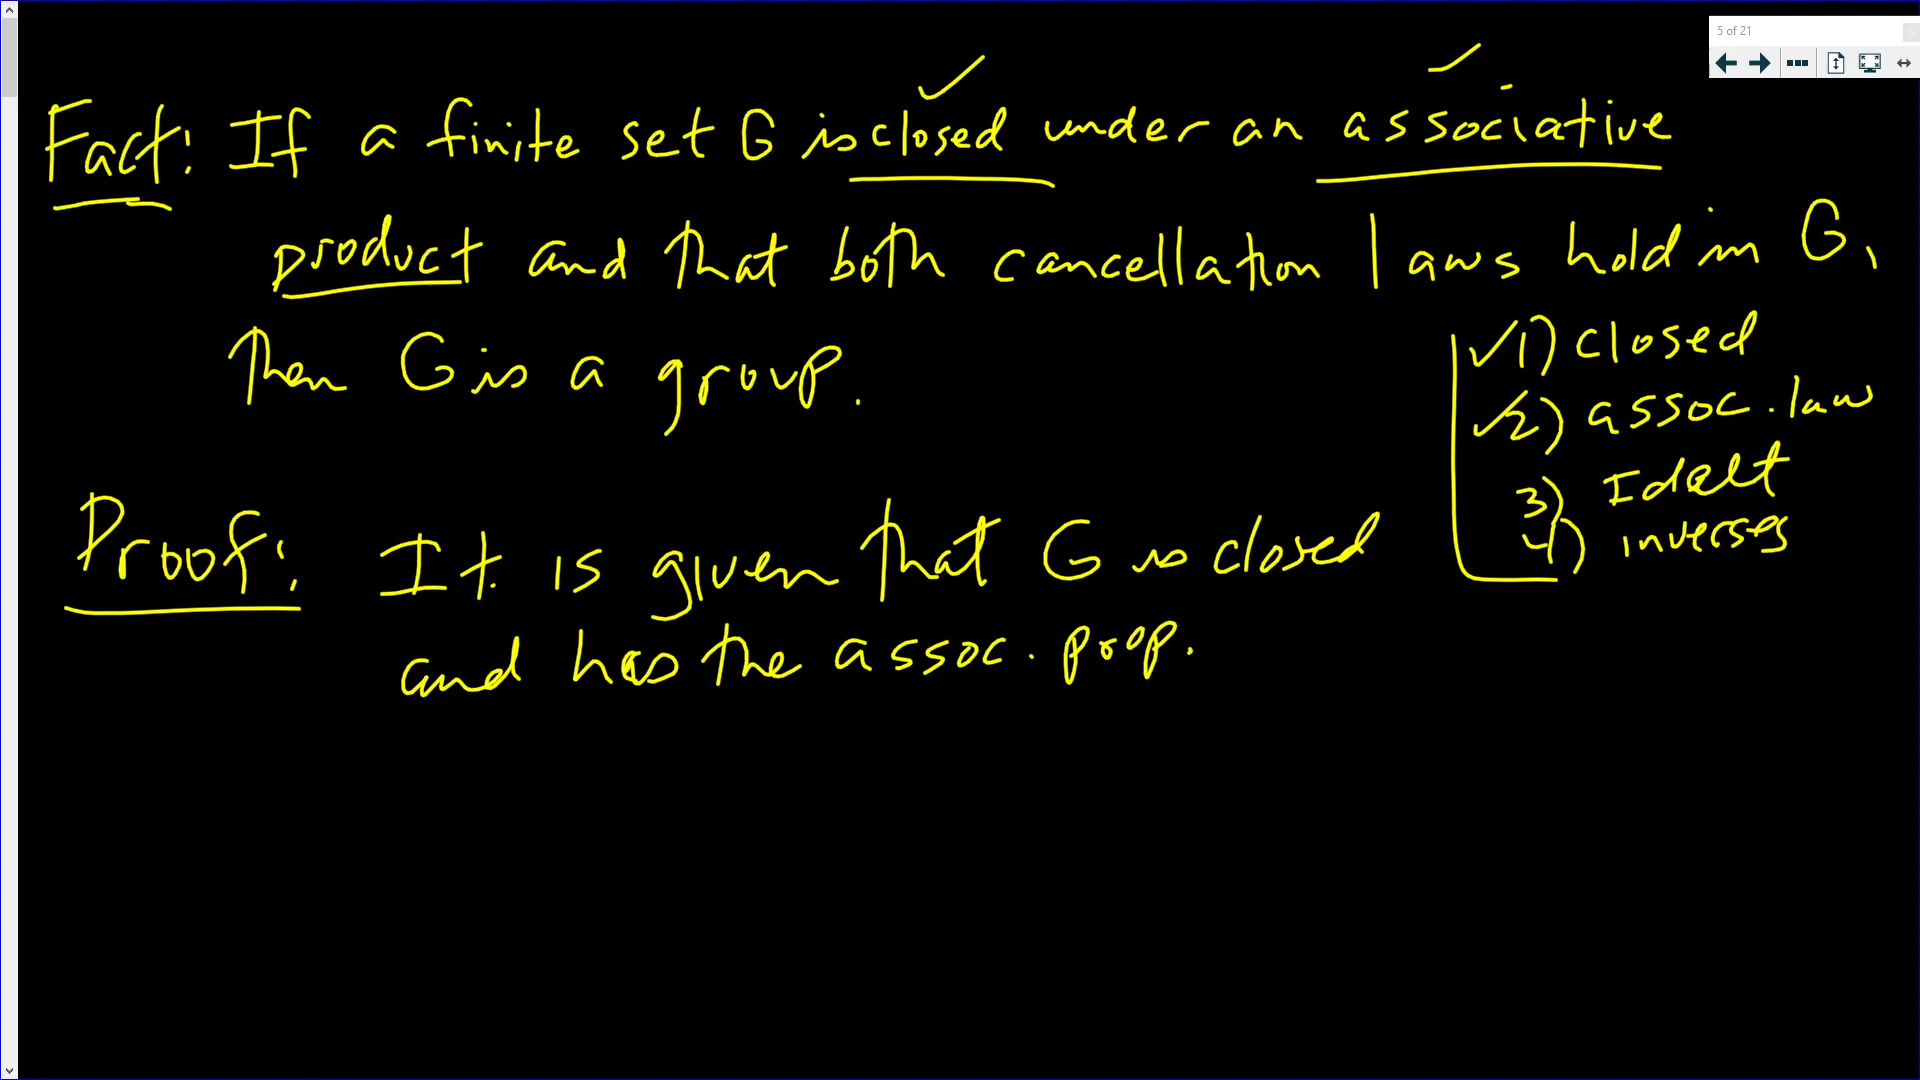 5 of 21
Fact: If a finite set G is closed under an associative
product and that both cancellation laws hold in G,
then G is a group.
1) closed
2) assoc. law
3) Id elt
4) inverses
Proof: It is given that G is closed
and has the assoc. prop.